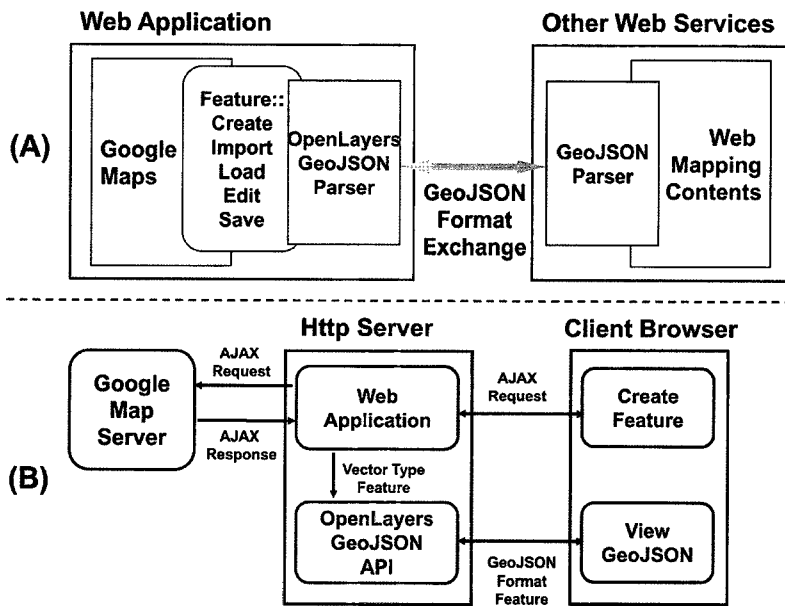 Web Application
Other Web Services
(A)
Google
Maps
Feature::
Create
Import
Load
Edit
Save
OpenLayers
GeoJSON
Parser
GeoJSON
Format
Exchange
GeoJSON
Parser
Web
Mapping
Contents
Http Server
Client Browser
(B)
Google
Map
Server
AJAX
Request
AJAX
Response
Web
Application
Vector Type
Feature
OpenLayers
GeoJSON
API
AJAX
Request
GeoJSON
Format
Feature
Create
Feature
View
GeoJSON